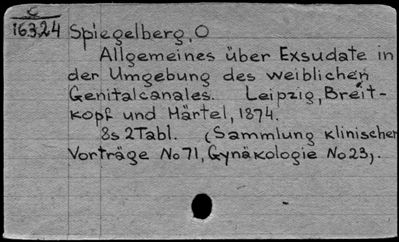 C
16324 Spiegelberg, O
Allgemeines über Exsudate in
der Umgebung des weiblichen
Genitalcanales. Leipzig, Breit-
kopf und Härtel, 1874.
8s 2Tabl. (Sammlung klinischer
Vorträge No 71, Gynäkologie No 23).